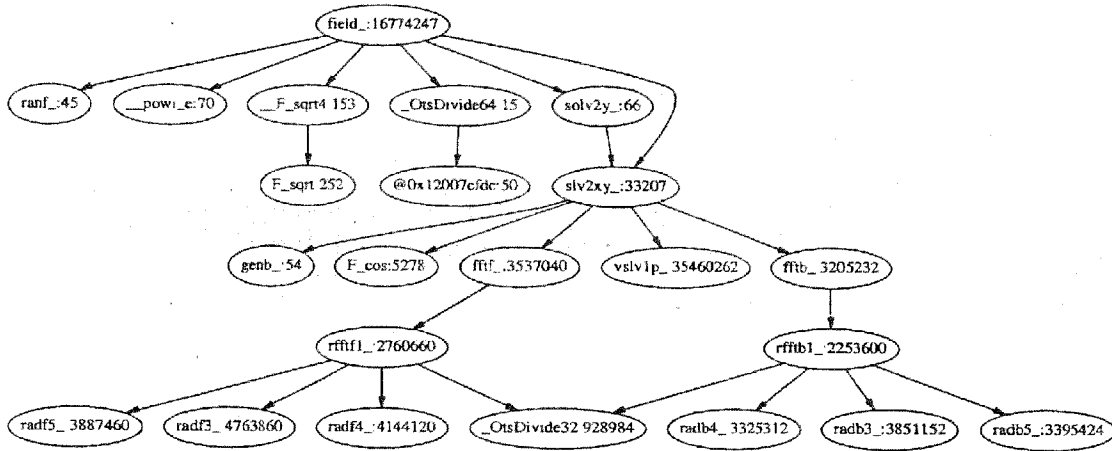 field_:16774247
ranf_:45
__powi_e:70
__F_sqrt4 153
_OtsDivide64 15
solv2y_:66
F_sqrt 252
@0x12007cfdc:50
slv2xy_:33207
genb_:54
F_cos:5278
fftf_.3537040
vslv1p_ 35460262
fftb_ 3205232
rfftf1_:2760660
rfftb1_:2253600
radf5_ 3887460
radf3_ 4763860
radf4_:4144120
_OtsDivide32 928984
radb4_ 3325312
radb3_:3851152
radb5_:3395424